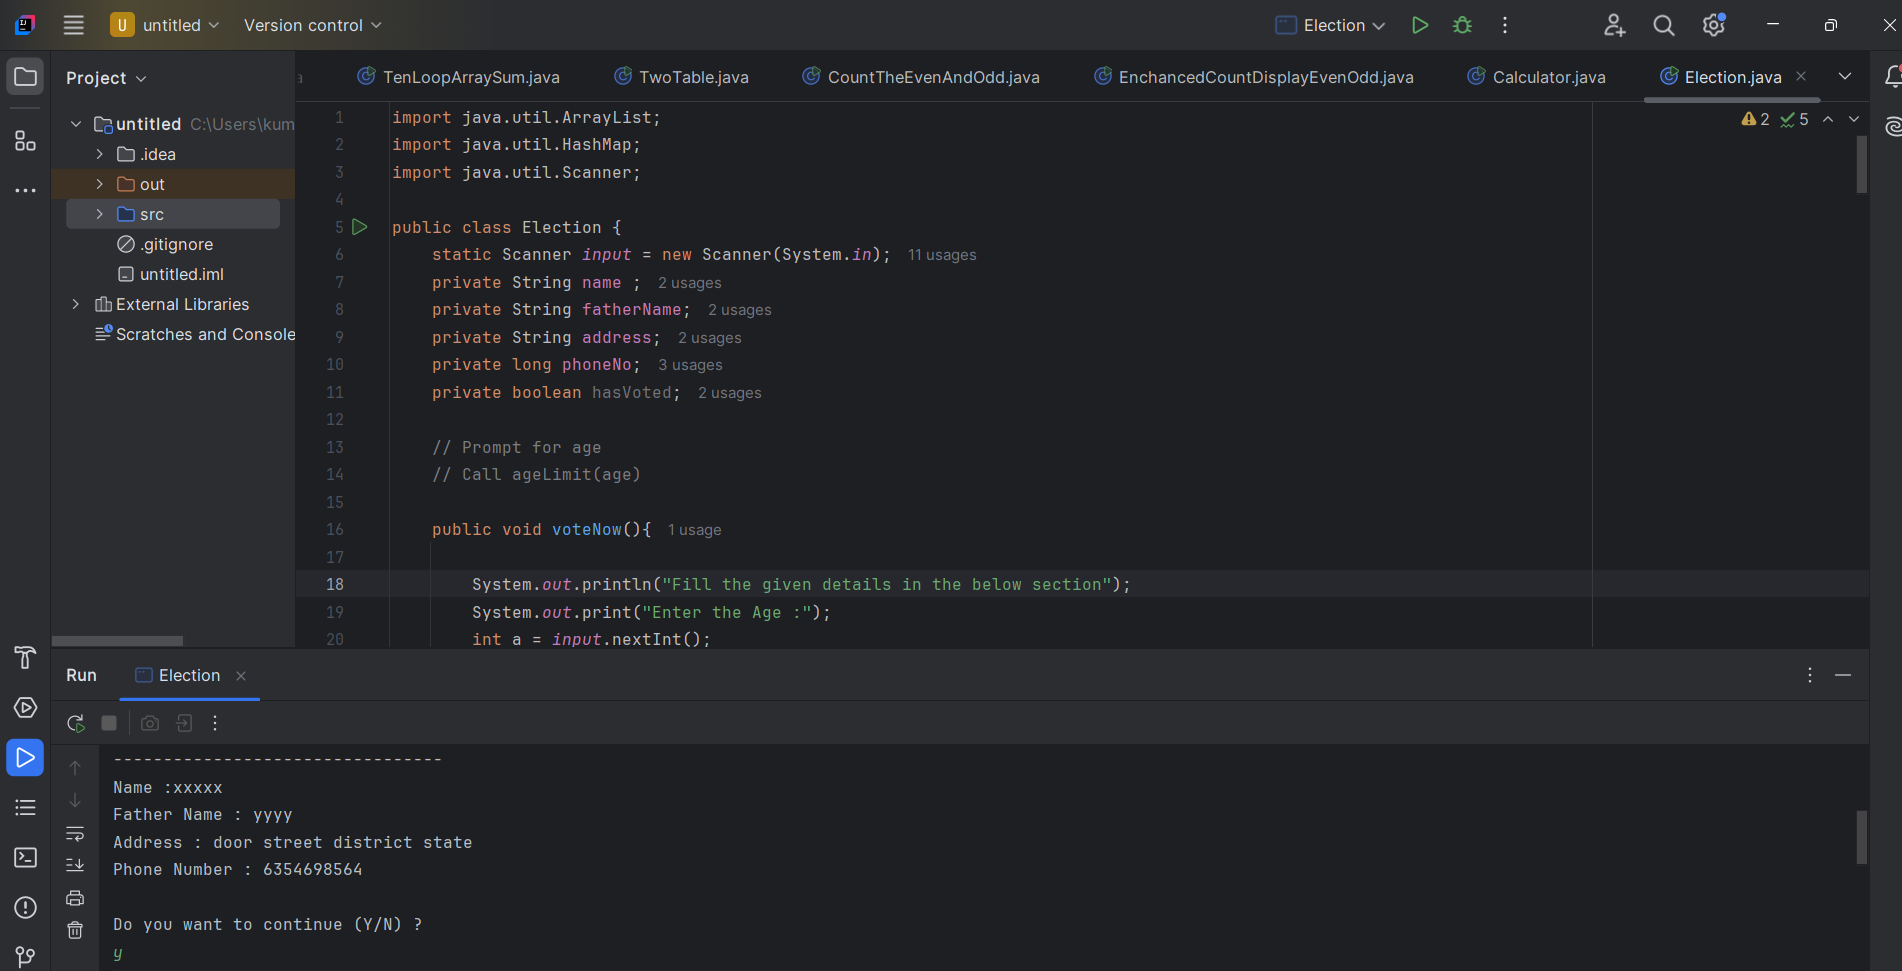 U untitled Version control Election
Project
a TenLoopArraySum.java TwoTable.java CountTheEvenAndOdd.java EnchancedCountDisplayEvenOdd.java Calculator.java Election.java
untitled C:\Users\kum
.idea
out
src
.gitignore
untitled.iml
External Libraries
Scratches and Console
2 5
1 import java.util.ArrayList;
2 import java.util.HashMap;
3 import java.util.Scanner;
4
5 public class Election {
6 static Scanner input = new Scanner(System.in); 11 usages
7 private String name ; 2 usages
8 private String fatherName; 2 usages
9 private String address; 2 usages
10 private long phoneNo; 3 usages
11 private boolean hasVoted; 2 usages
12
13 // Prompt for age
14 // Call ageLimit(age)
15
16 public void voteNow(){ 1 usage
17
18 System.out.println("Fill the given details in the below section");
19 System.out.print("Enter the Age :");
20 int a = input.nextInt();
Run Election
---------------------------------
Name :xxxxx
Father Name : yyyy
Address : door street district state
Phone Number : 6354698564
Do you want to continue (Y/N) ?
y